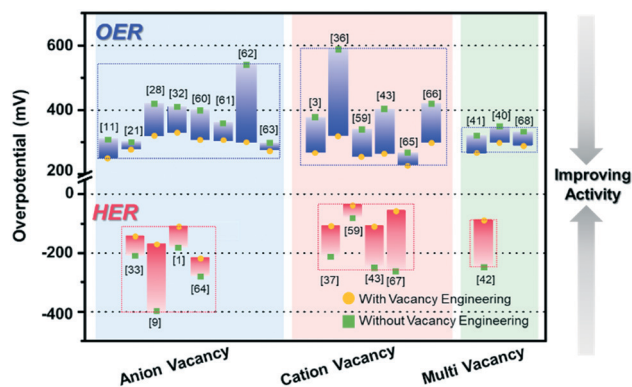 OER
[62]
[36]
[28] [32]
[60]
[61]
[11] [21]
[63]
[3]
[59]
[43]
[65]
[66]
[41] [40] [68]
600
400
200
0
-200
-400
Overpotential (mV)
Improving
Activity
HER
[33]
[9]
[1]
[64]
[37]
[59]
[43]
[67]
[42]
With Vacancy Engineering
Without Vacancy Engineering
Anion Vacancy
Cation Vacancy
Multi Vacancy